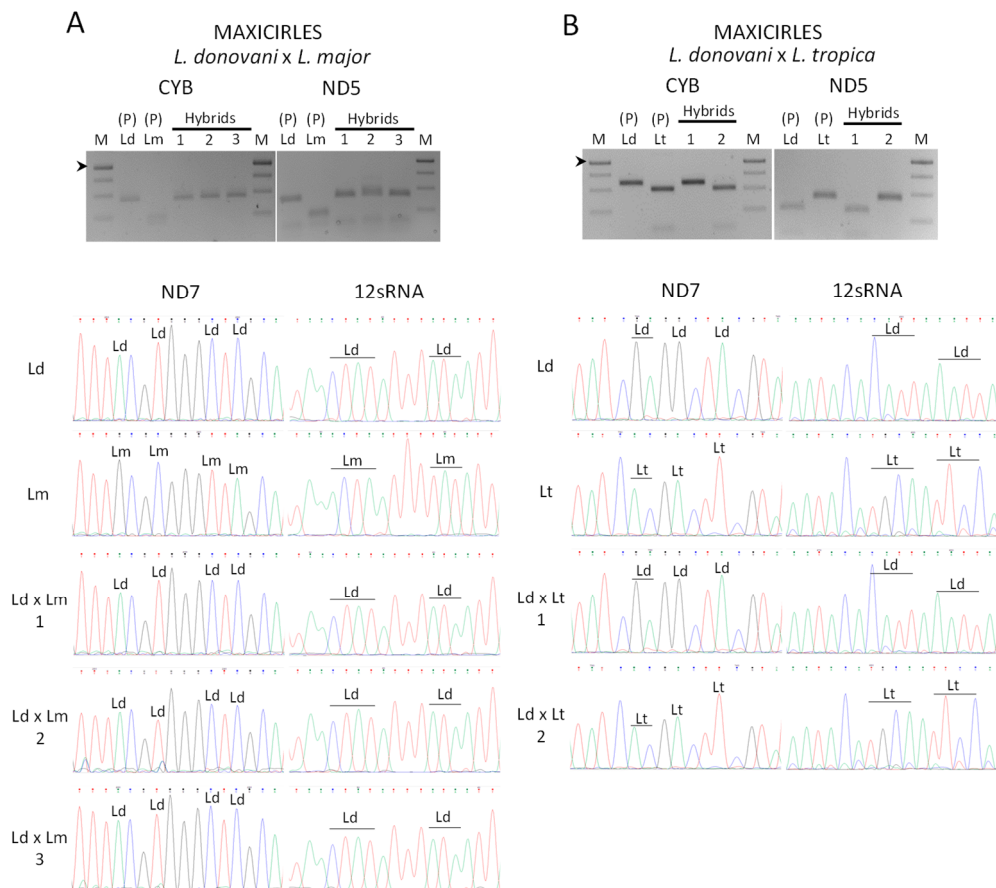 A
MAXICIRLES
L. donovani x L. major
CYB ND5
(P) (P) Hybrids (P) (P) Hybrids
M Ld Lm 1 2 3 M Ld Lm 1 2 3 M
ND7 12sRNA
Ld
Ld Ld Ld Ld Ld Ld
Lm
Lm Lm Lm Lm Lm Lm
Ld x Lm
1
Ld Ld Ld Ld Ld Ld
Ld x Lm
2
Ld Ld Ld Ld Ld Ld
Ld x Lm
3
Ld Ld Ld Ld Ld Ld
B
MAXICIRLES
L. donovani x L. tropica
CYB ND5
(P) (P) Hybrids (P) (P) Hybrids
M Ld Lt 1 2 M Ld Lt 1 2 M
ND7 12sRNA
Ld
Ld Ld Ld Ld Ld
Lt
Lt Lt Lt Lt Lt
Ld x Lt
1
Ld Ld Ld Ld Ld
Ld x Lt
2
Lt Lt Lt Lt Lt